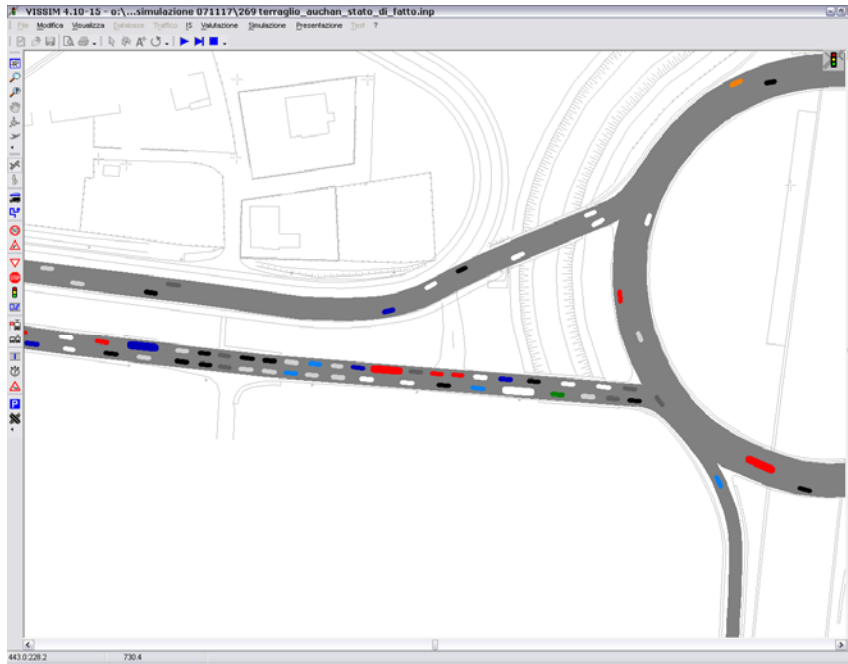 VISSIM 4.10-15 - o:\...simulazione 071117\269 terraglio_auchan_stato_di_fatto.inp
File Modifica Visualizza Database Traffico IS Valutazione Simulazione Presentazione Test ?
STOP
P
443.0:228.2 730.4